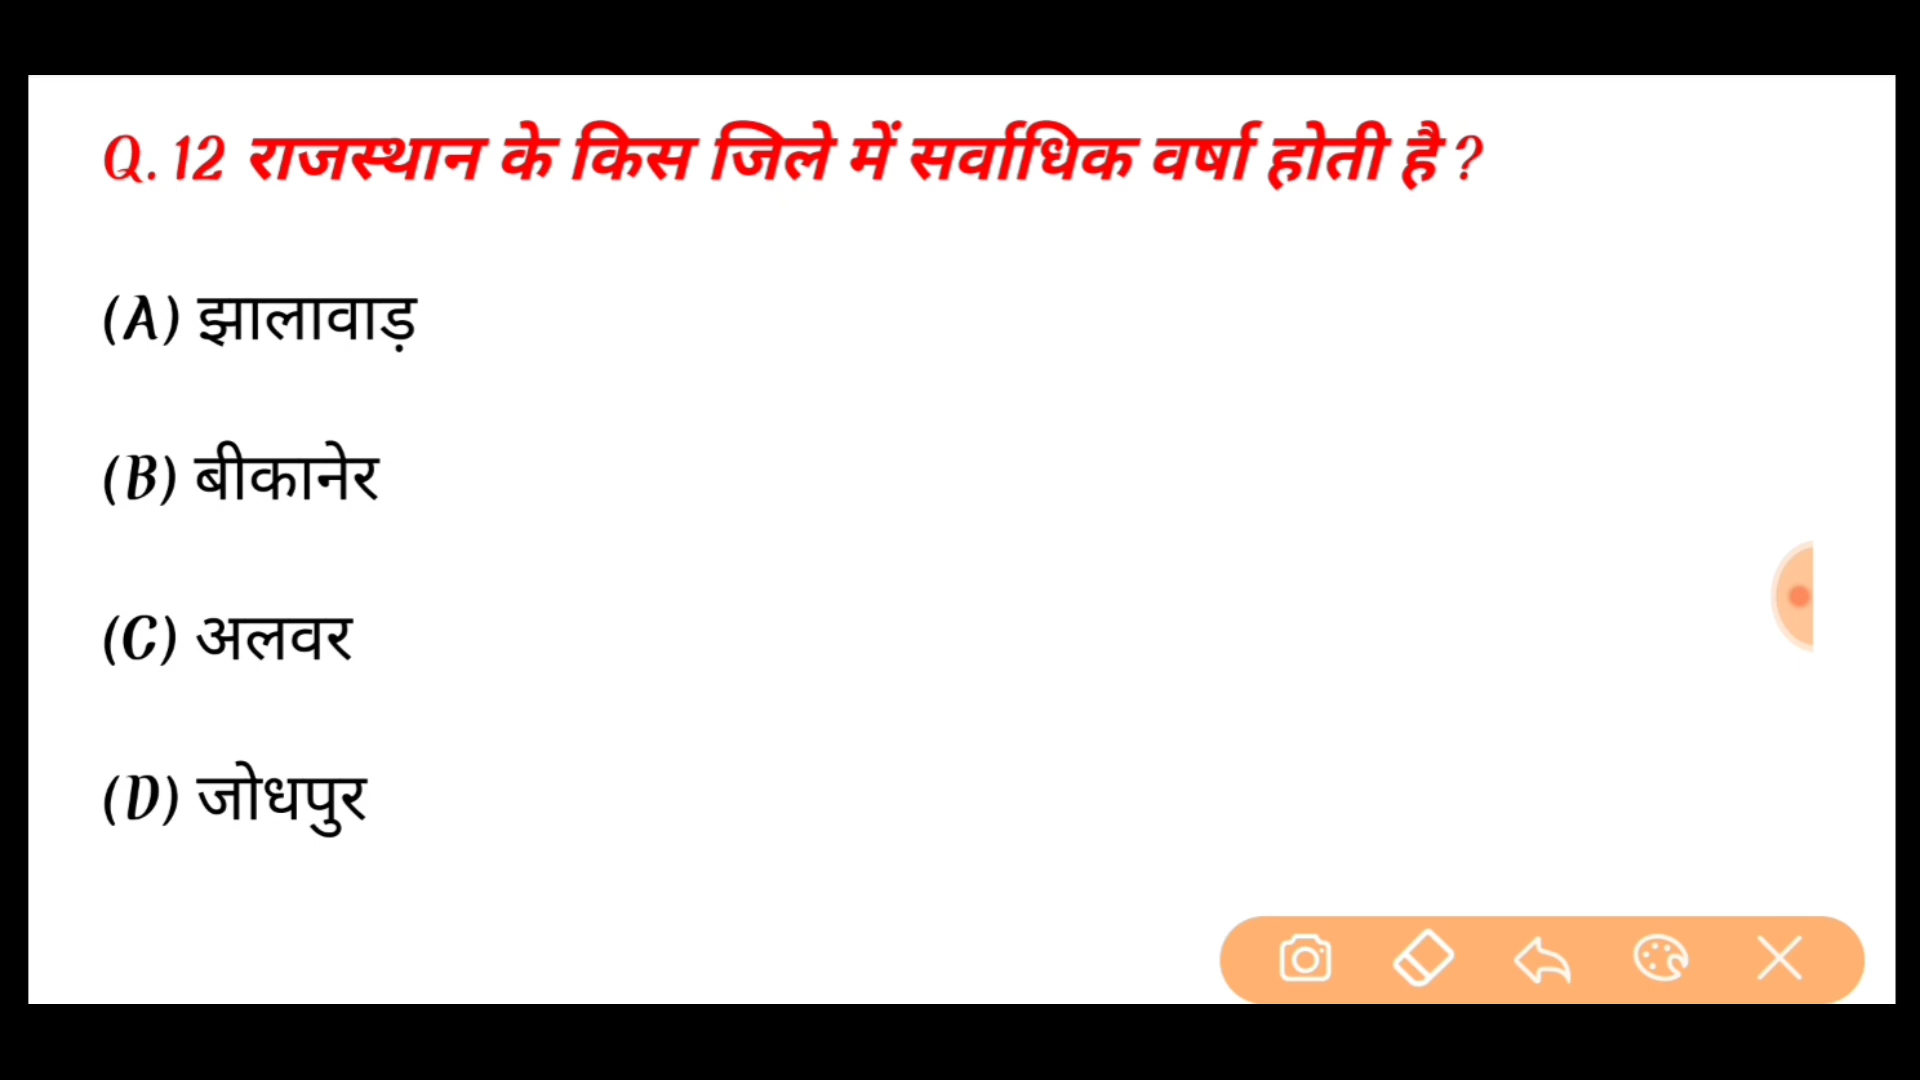 Q.12 राजस्थान के किस जिले में सर्वाधिक वर्षा होती है ?
(A) झालावाड़
(B) बीकानेर
(C) अलवर
(D) जोधपुर